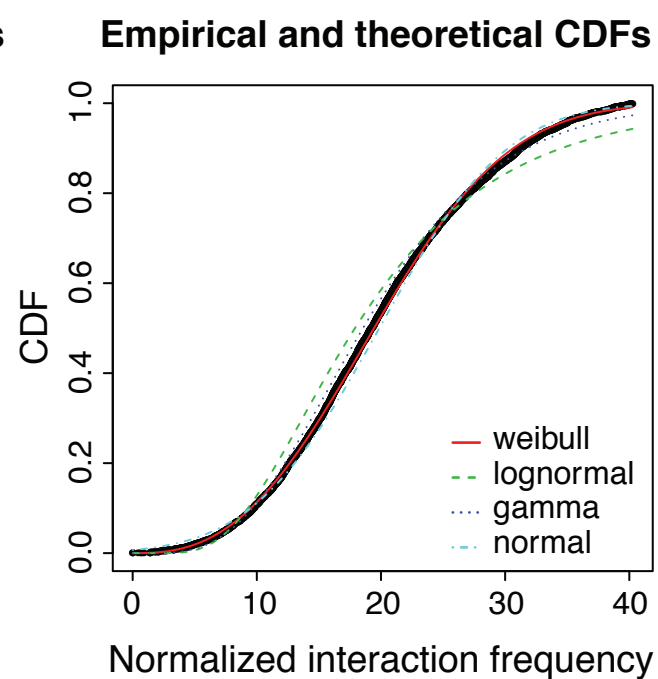 s
Empirical and theoretical CDFs
1.0
0.8
0.6
0.4
0.2
0.0
CDF
weibull
lognormal
gamma
normal
0 10 20 30 40
Normalized interaction frequency